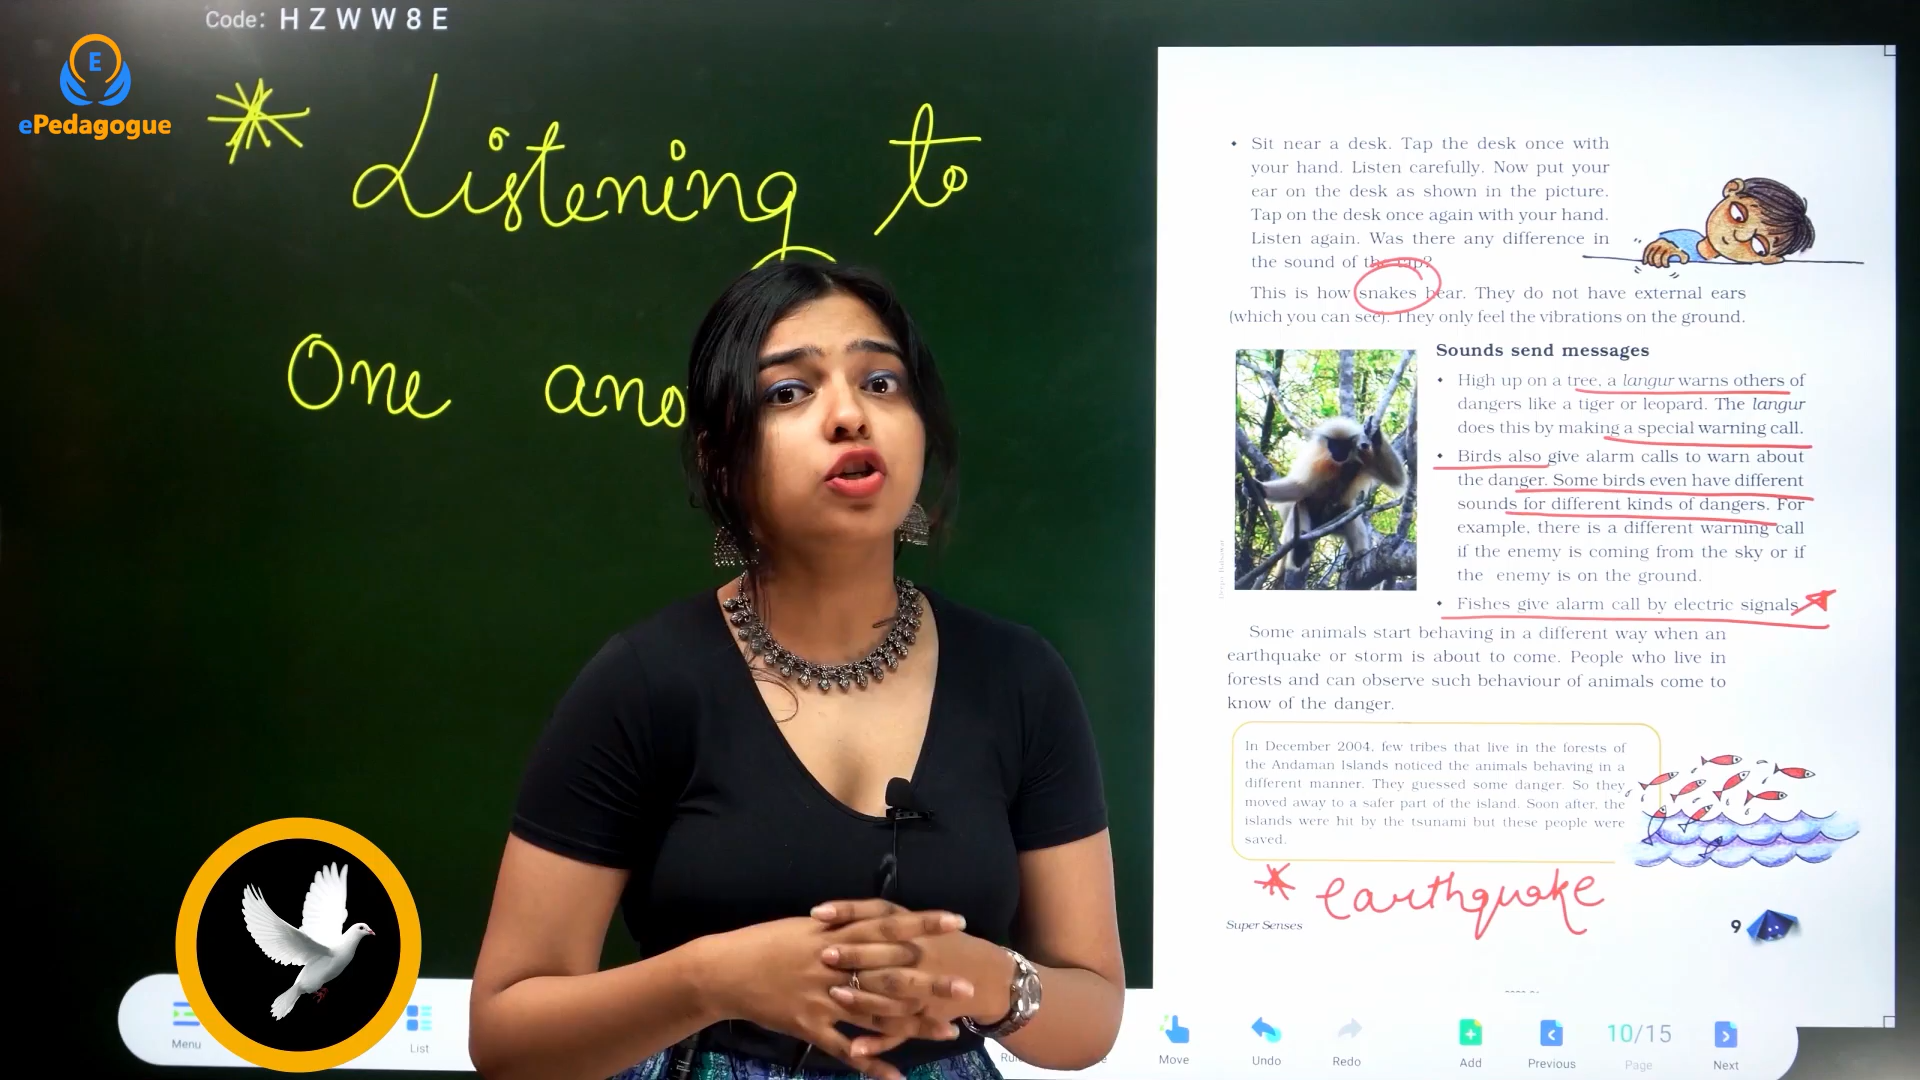 Code: HZWW8E
E
ePedagogue
* Listening to
One ano
• Sit near a desk. Tap the desk once with
your hand. Listen carefully. Now put your
ear on the desk as shown in the picture.
Tap on the desk once again with your hand.
Listen again. Was there any difference in
the sound of the tap?
This is how snakes hear. They do not have external ears
(which you can see). They only feel the vibrations on the ground.
Sounds send messages
• High up on a tree, a langur warns others of
dangers like a tiger or leopard. The langur
does this by making a special warning call.
• Birds also give alarm calls to warn about
the danger. Some birds even have different
sounds for different kinds of dangers. For
example, there is a different warning call
if the enemy is coming from the sky or if
the enemy is on the ground.
• Fishes give alarm call by electric signals
Some animals start behaving in a different way when an
earthquake or storm is about to come. People who live in
forests and can observe such behaviour of animals come to
know of the danger.
In December 2004, few tribes that live in the forests of
the Andaman Islands noticed the animals behaving in a
different manner. They guessed some danger. So they
moved away to a safer part of the island. Soon after, the
islands were hit by the tsunami but these people were
saved.
* earthquake
Super Senses
9
Menu
List
Move
Undo
Redo
Add
Previous
10/15
Page
Next